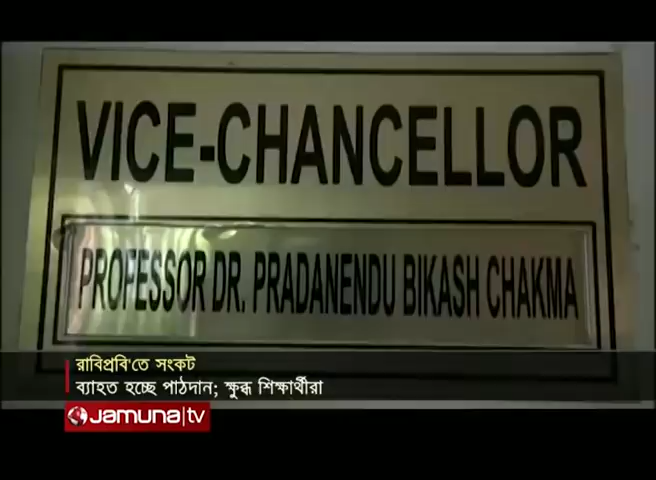 VICE-CHANCELLOR
PROFESSOR DR. PRADANENDU BIKASH CHAKMA
রাবিপ্রবি'তে সংকট
ব্যাহত হচ্ছে পাঠদান; ক্ষুব্ধ শিক্ষার্থীরা
JAMUNA|tv